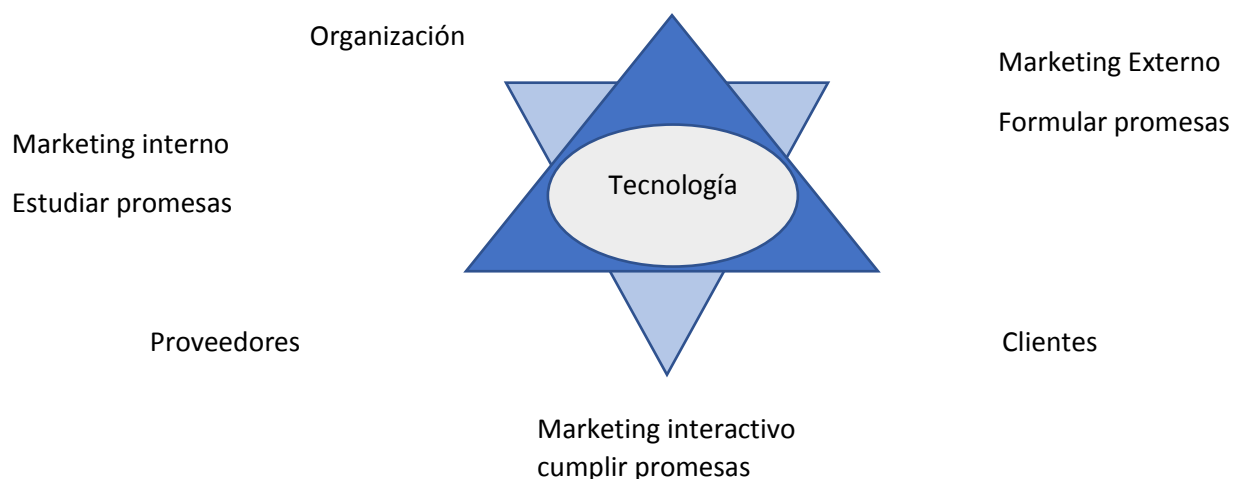 Organización
Marketing Externo
Formular promesas
Marketing interno
Estudiar promesas
Tecnología
Proveedores
Clientes
Marketing interactivo
cumplir promesas